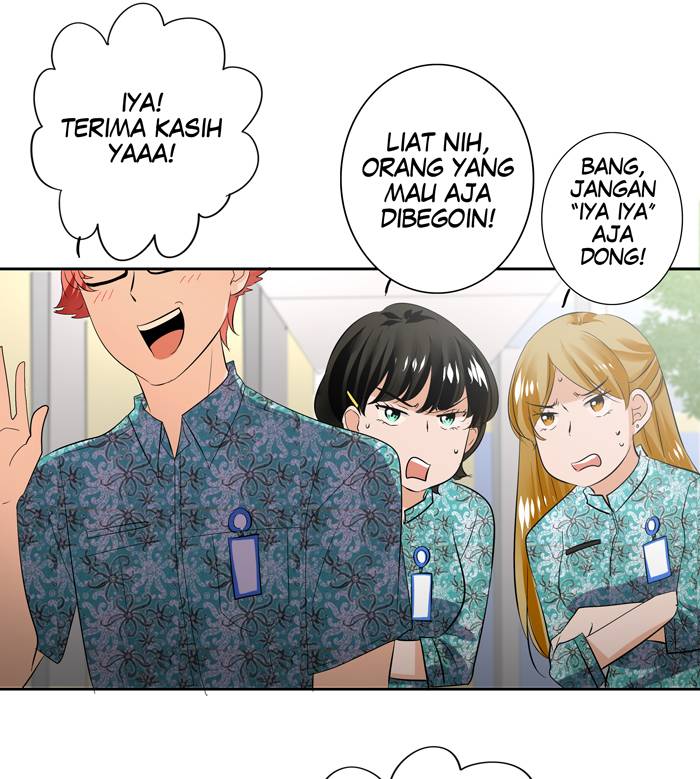 IYA!
TERIMA KASIH
YAAA!
LIAT NIH,
ORANG YANG
MAU AJA
DIBEGOIN!
BANG,
JANGAN
"IYA IYA"
AJA
DONG!